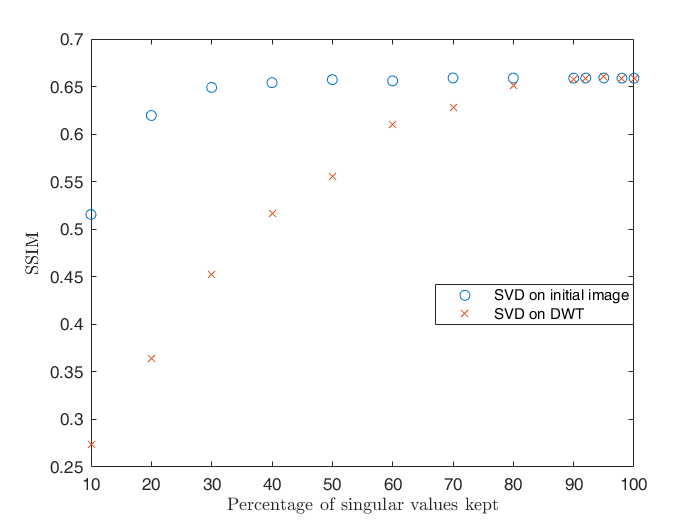 0.7
0.65
0.6
0.55
0.5
0.45
0.4
0.35
0.3
0.25
SSIM
SVD on initial image
SVD on DWT
10 20 30 40 50 60 70 80 90 100
Percentage of singular values kept